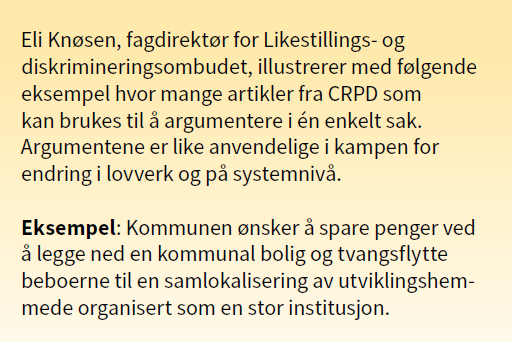 Eli Knøsen, fagdirektør for Likestillings- og
diskrimineringsombudet, illustrerer med følgende
eksempel hvor mange artikler fra CRPD som
kan brukes til å argumentere i én enkelt sak.
Argumentene er like anvendelige i kampen for
endring i lovverk og på systemnivå.
Eksempel: Kommunen ønsker å spare penger ved
å legge ned en kommunal bolig og tvangsflytte
beboerne til en samlokalisering av utviklingshem-
mede organisert som en stor institusjon.